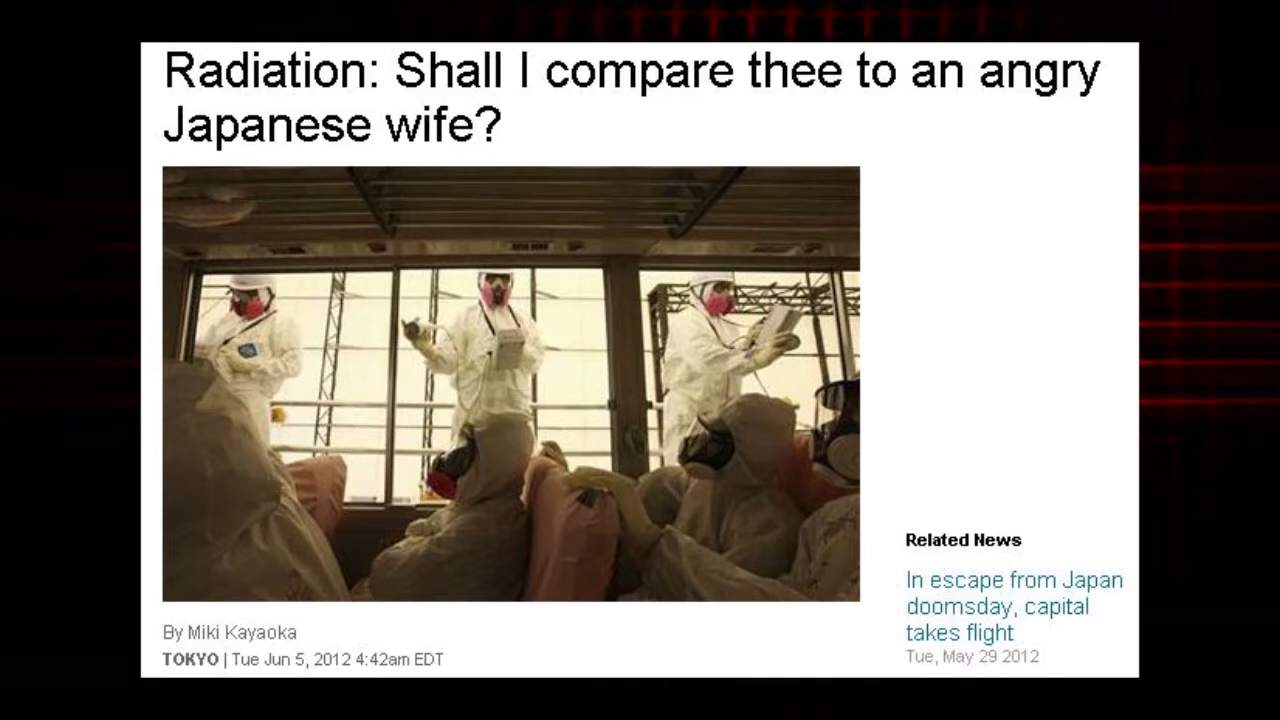 Radiation: Shall I compare thee to an angry
Japanese wife?
Related News
In escape from Japan
doomsday, capital
takes flight
Tue, May 29 2012
By Miki Kayaoka
TOKYO | Tue Jun 5, 2012 4:42am EDT